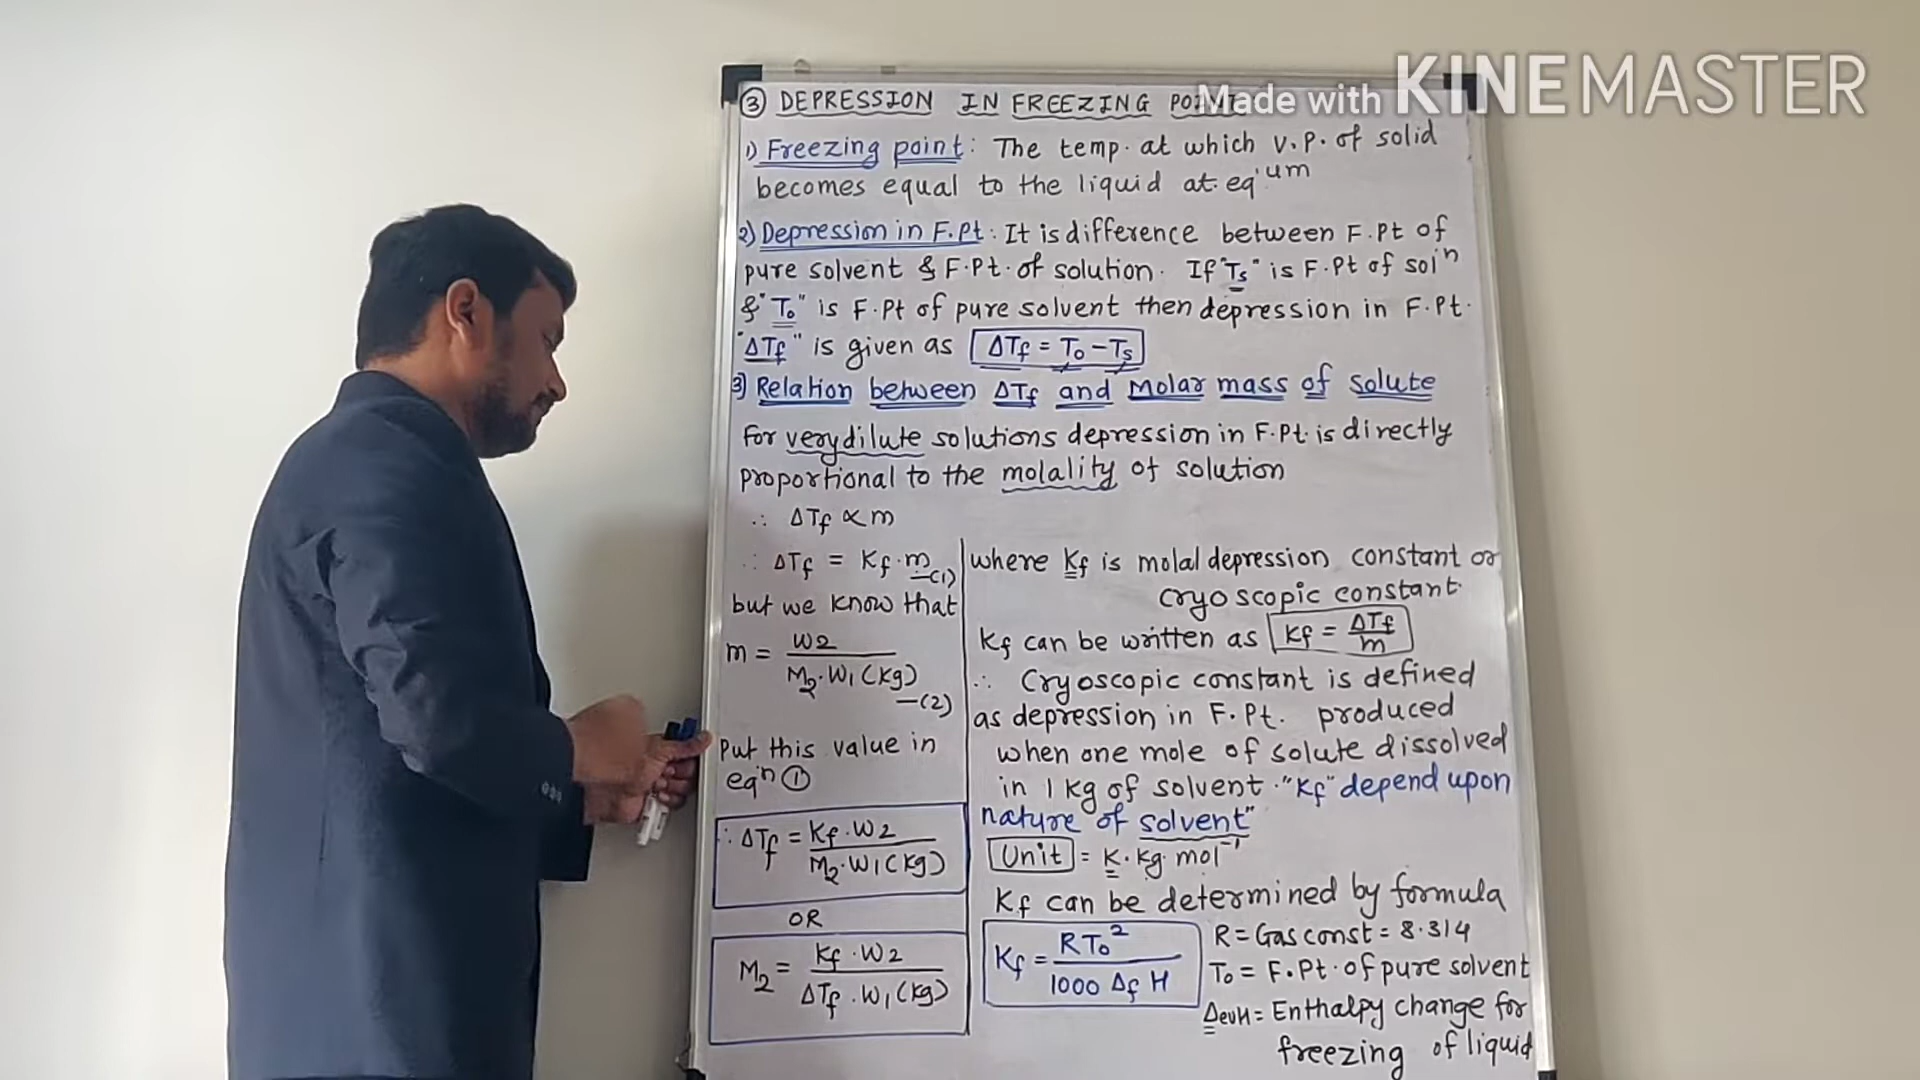 Made with KINEMASTER
③ DEPRESSION IN FREEZING POINT
1) Freezing point: The temp. at which v.p. of solid
becomes equal to the liquid at eq'um
2) Depression in F.Pt: It is difference between F.Pt of
pure solvent & F.Pt. of solution. If "Ts" is F.Pt of solⁿ
& "T₀" is F.Pt of pure solvent then depression in F.Pt.
"ΔTf" is given as ΔTf = T₀ – Ts
3) Relation between ΔTf and Molar mass of solute
For very dilute solutions depression in F.Pt. is directly
proportional to the molality of solution
∴ ΔTf ∝ m
∴ ΔTf = Kf·m —(1)
but we know that
m = W2 / M2·W1(Kg) —(2)
Put this value in
eqⁿ ①
∴ ΔTf = Kf·W2 / M2·W1(Kg)
OR
M2 = Kf·W2 / ΔTf·W1(Kg)
where Kf is molal depression constant or
cryoscopic constant.
Kf can be written as Kf = ΔTf / m
∴ Cryoscopic constant is defined
as depression in F.Pt. produced
when one mole of solute dissolved
in 1 kg of solvent. "Kf" depend upon
nature of solvent"
Unit = K·Kg mol⁻¹
Kf can be determined by formula
Kf = RT₀² / 1000 ΔfH
R = Gas const = 8.314
T₀ = F.Pt. of pure solvent
ΔevH = Enthalpy change for
freezing of liquid